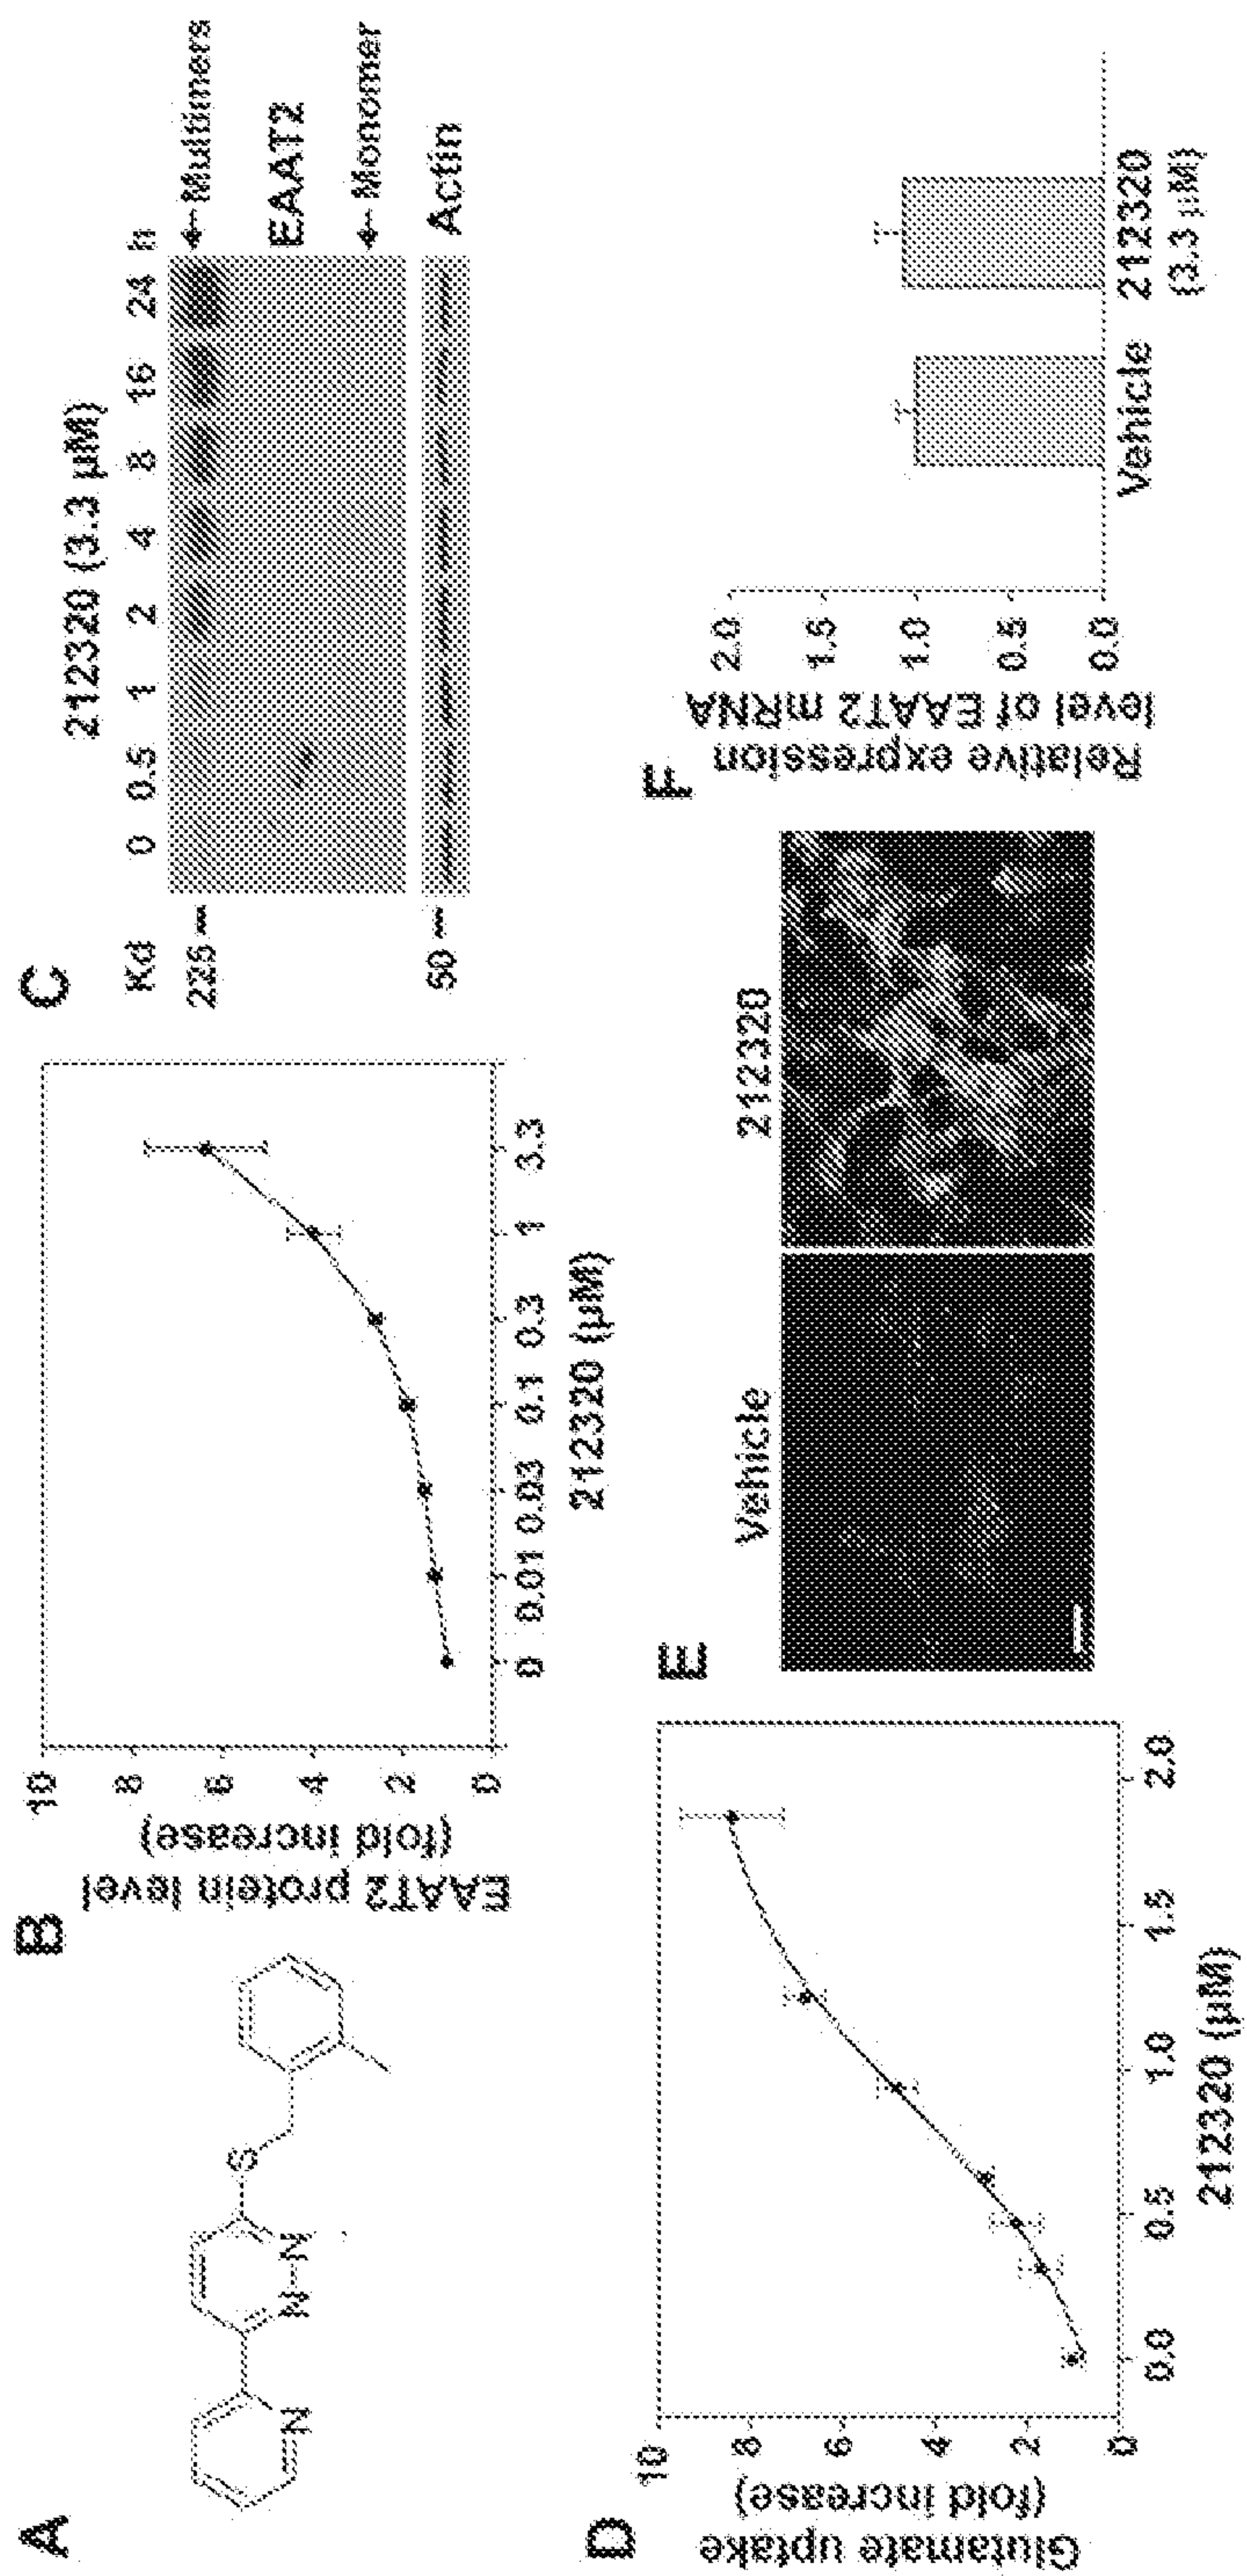 A
N
N
N
S
B
EAAT2 protein level
(fold increase)
10
8
6
4
2
0
0 0.01 0.03 0.1 0.3 1 3.3
212320 (µM)
C
212320 (3.3 µM)
Kd 0 0.5 1 2 4 8 16 24 h
225
Multimers
EAAT2
Monomer
50
Actin
D
Glutamate uptake
(fold increase)
10
8
6
4
2
0
0.0 0.5 1.0 1.5 2.0
212320 (µM)
E
Vehicle 212320
F
Relative expression
level of EAAT2 mRNA
2.0
1.5
1.0
0.5
0.0
Vehicle 212320
(3.3 µM)